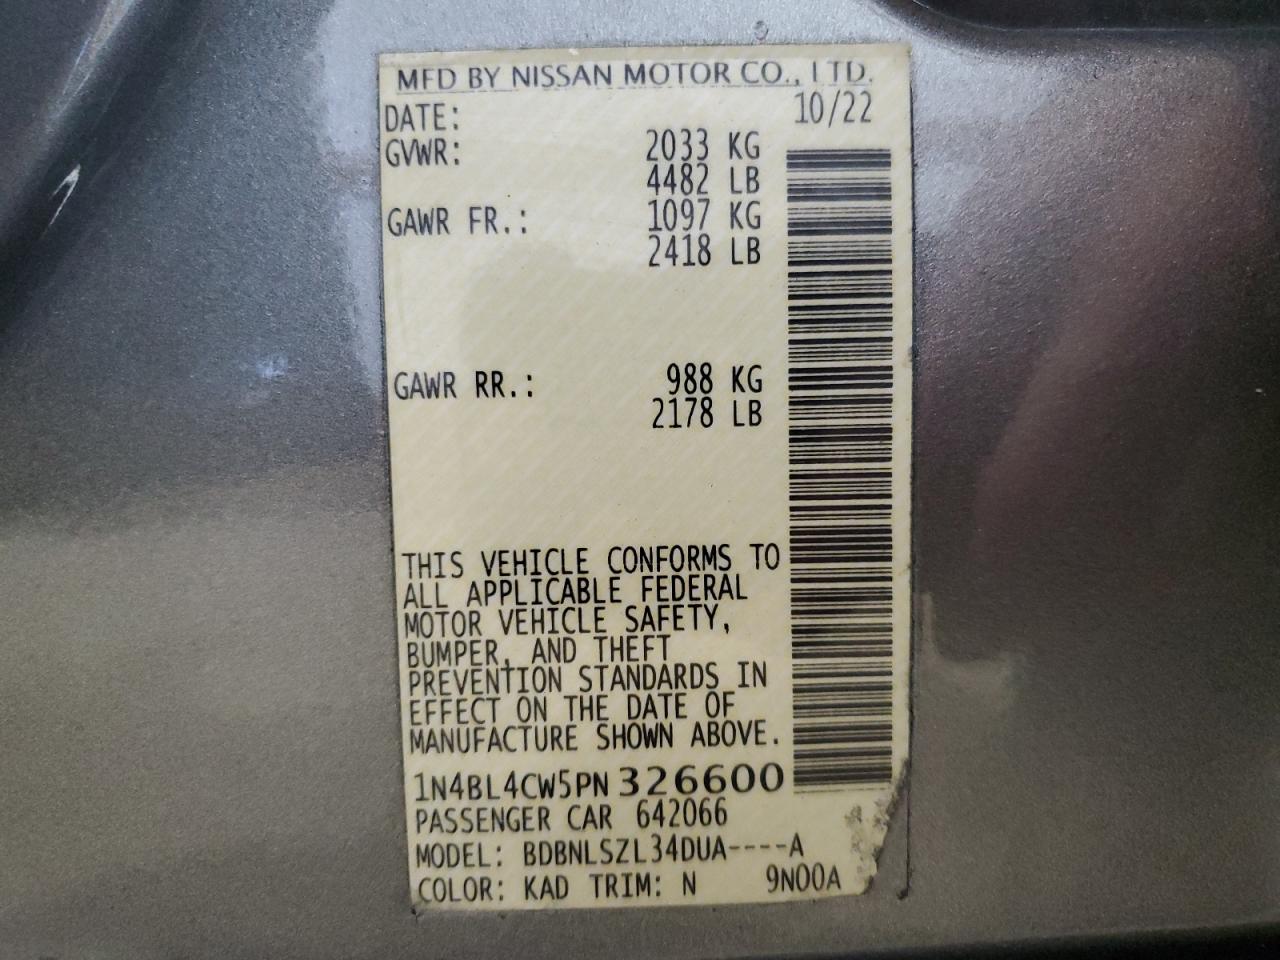 MFD BY NISSAN MOTOR CO., LTD.
DATE: 10/22
GVWR: 2033 KG
4482 LB
GAWR FR.: 1097 KG
2418 LB
GAWR RR.: 988 KG
2178 LB
THIS VEHICLE CONFORMS TO
ALL APPLICABLE FEDERAL
MOTOR VEHICLE SAFETY,
BUMPER, AND THEFT
PREVENTION STANDARDS IN
EFFECT ON THE DATE OF
MANUFACTURE SHOWN ABOVE.
1N4BL4CW5PN326600
PASSENGER CAR 642066
MODEL: BDBNLSZL34DUA----A
COLOR: KAD TRIM: N 9N00A